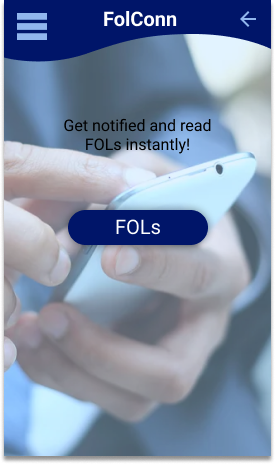 FolConn
Get notified and read
FOLs instantly!
FOLs